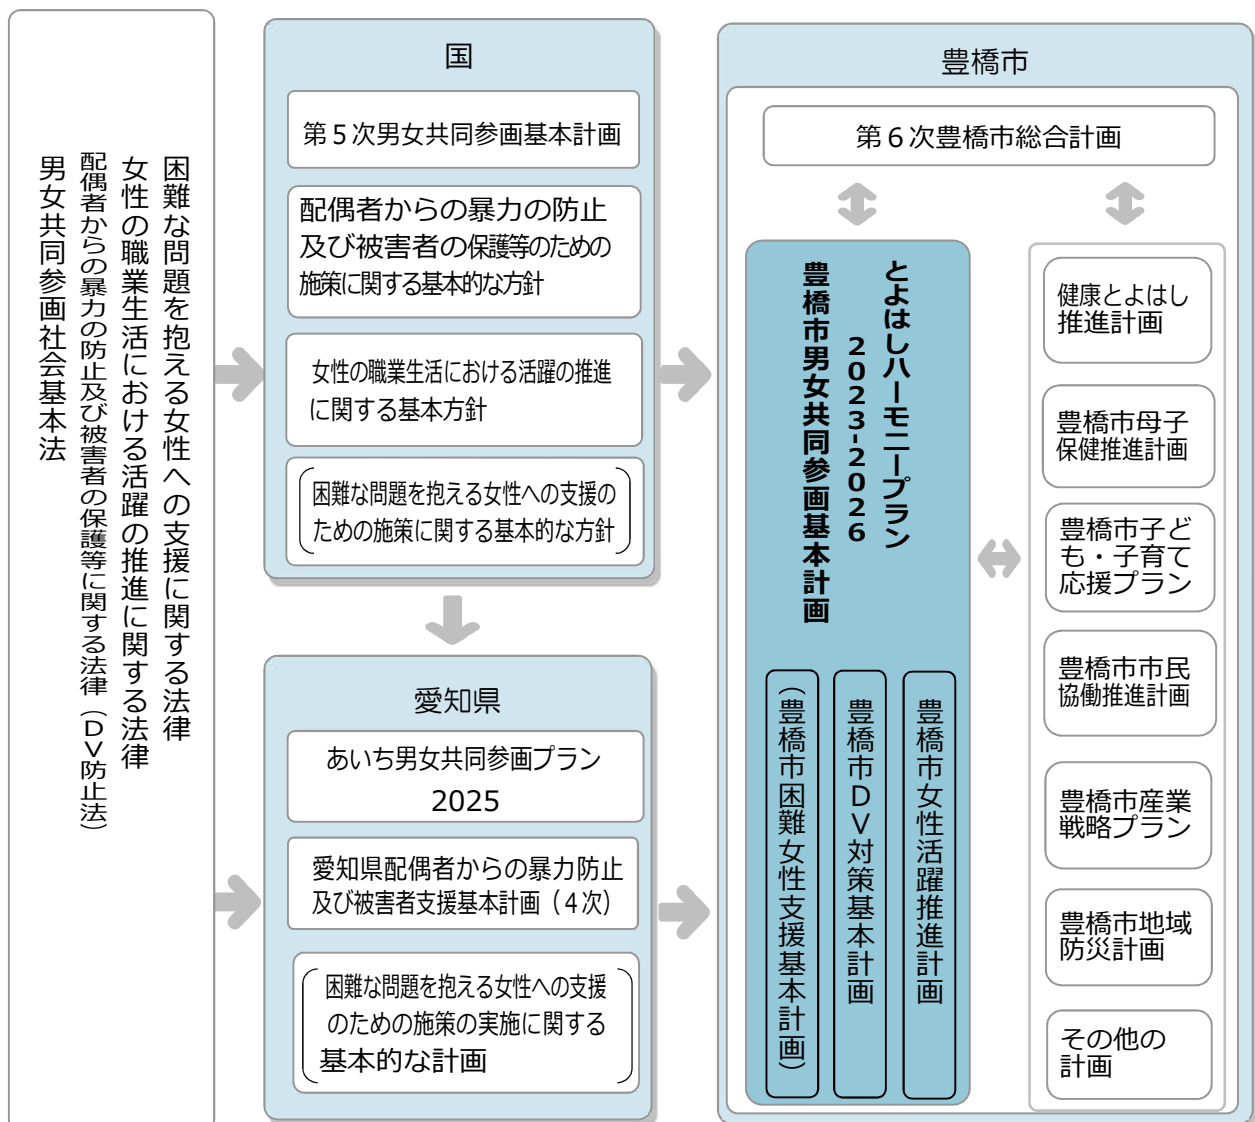 困難な問題を抱える女性への支援に関する法律
女性の職業生活における活躍の推進に関する法律
配偶者からの暴力の防止及び被害者の保護等に関する法律（ＤＶ防止法）
男女共同参画社会基本法
国
第５次男女共同参画基本計画
配偶者からの暴力の防止
及び被害者の保護等のための
施策に関する基本的な方針
女性の職業生活における活躍の推進
に関する基本方針
（困難な問題を抱える女性への支援の
ための施策に関する基本的な方針）
愛知県
あいち男女共同参画プラン
2025
愛知県配偶者からの暴力防止
及び被害者支援基本計画（４次）
（困難な問題を抱える女性への支援
のための施策の実施に関する
基本的な計画）
豊橋市
第６次豊橋市総合計画
とよはしハーモニープラン
２０２３-２０２６
豊橋市男女共同参画基本計画
豊橋市女性活躍推進計画
豊橋市ＤＶ対策基本計画
（豊橋市困難女性支援基本計画）
健康とよはし
推進計画
豊橋市母子
保健推進計画
豊橋市子ど
も・子育て
応援プラン
豊橋市市民
協働推進計画
豊橋市産業
戦略プラン
豊橋市地域
防災計画
その他の
計画